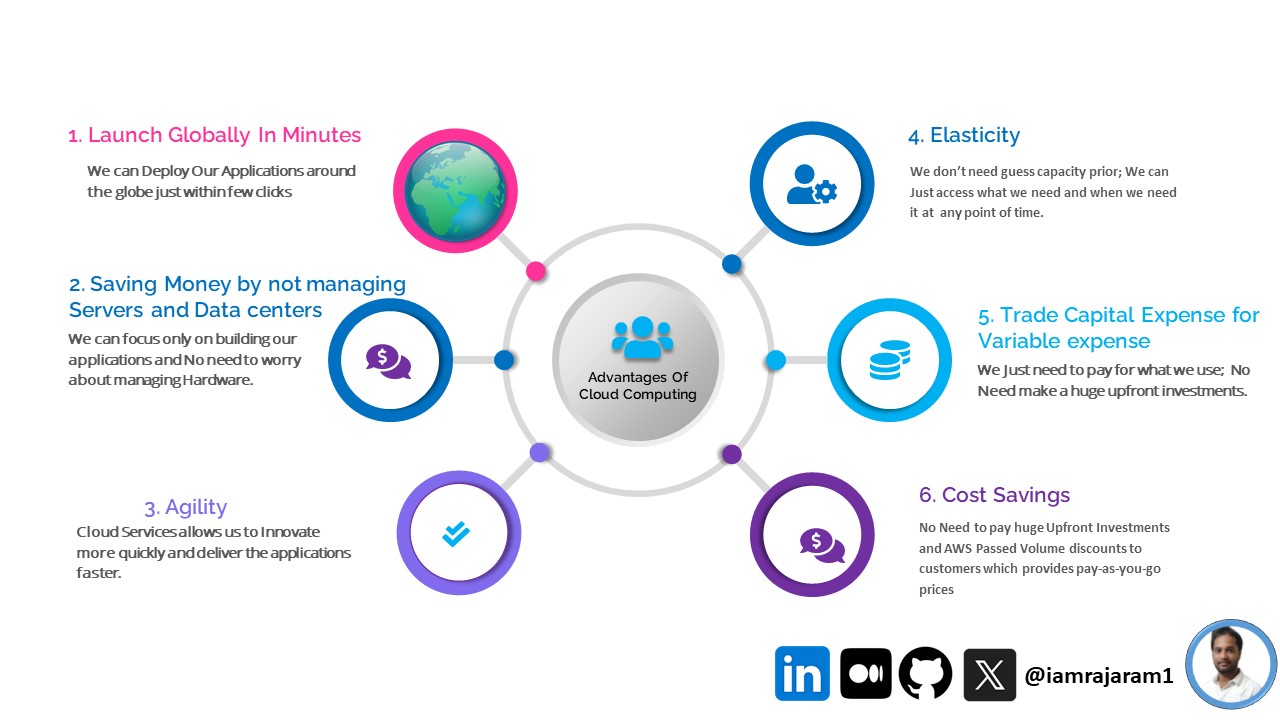 1. Launch Globally In Minutes
We can Deploy Our Applications around
the globe just within few clicks
2. Saving Money by not managing
Servers and Data centers
We can focus only on building our
applications and No need to worry
about managing Hardware.
3. Agility
Cloud Services allows us to Innovate
more quickly and deliver the applications
faster.
Advantages Of
Cloud Computing
4. Elasticity
We don't need guess capacity prior; We can
Just access what we need and when we need
it at any point of time.
5. Trade Capital Expense for
Variable expense
We Just need to pay for what we use; No
Need make a huge upfront investments.
6. Cost Savings
No Need to pay huge Upfront Investments
and AWS Passed Volume discounts to
customers which provides pay-as-you-go
prices
$
$
in
X
@iamrajaram1